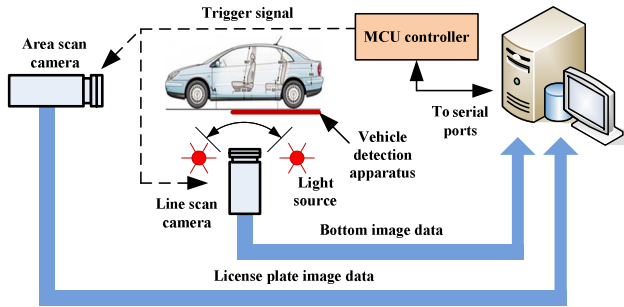 Trigger signal
Area scan
camera
MCU controller
To serial
ports
Vehicle
detection
apparatus
Light
source
Line scan
camera
Bottom image data
License plate image data